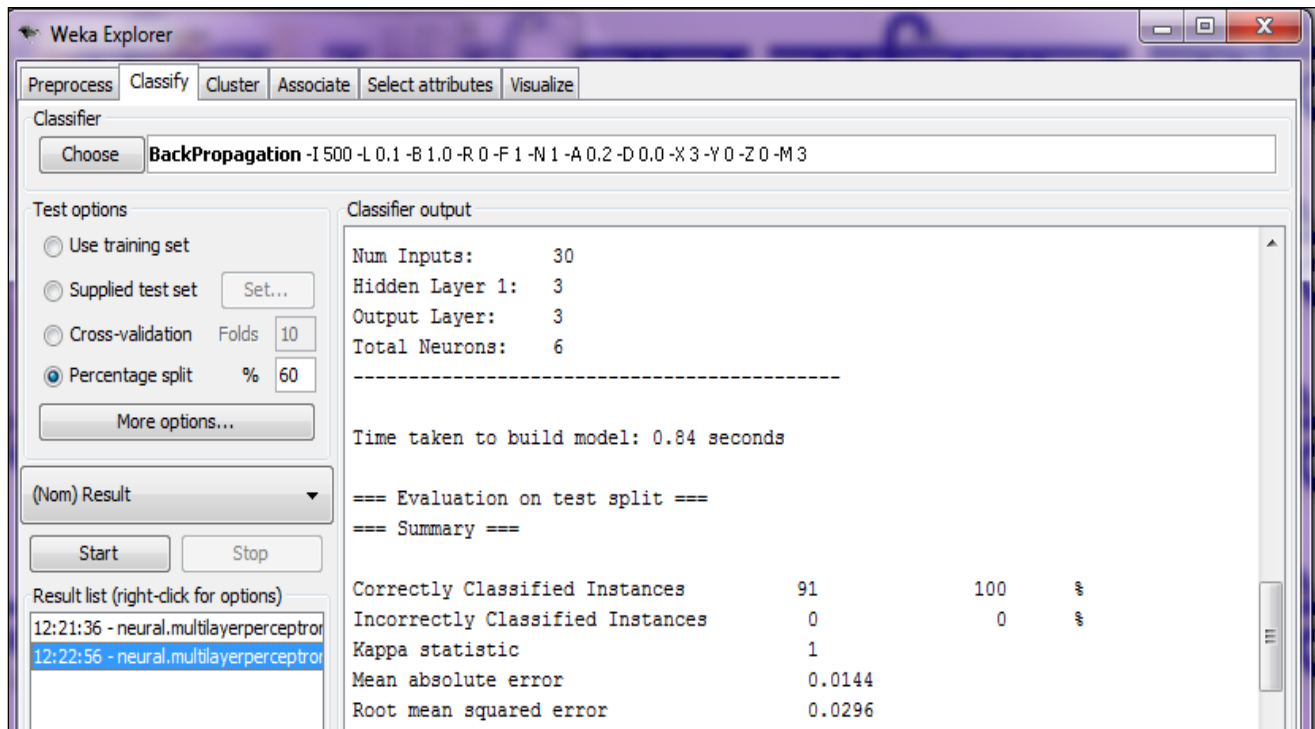 Weka Explorer
Preprocess Classify Cluster Associate Select attributes Visualize
Classifier
Choose BackPropagation -I 500 -L 0.1 -B 1.0 -R 0 -F 1 -N 1 -A 0.2 -D 0.0 -X 3 -Y 0 -Z 0 -M 3
Test options
Use training set
Supplied test set Set...
Cross-validation Folds 10
Percentage split % 60
More options...
(Nom) Result
Start Stop
Result list (right-click for options)
12:21:36 - neural.multilayerperceptron
12:22:56 - neural.multilayerperceptron
Classifier output
Num Inputs: 30
Hidden Layer 1: 3
Output Layer: 3
Total Neurons: 6
--------------------------------------------
Time taken to build model: 0.84 seconds
=== Evaluation on test split ===
=== Summary ===
Correctly Classified Instances 91 100 %
Incorrectly Classified Instances 0 0 %
Kappa statistic 1
Mean absolute error 0.0144
Root mean squared error 0.0296